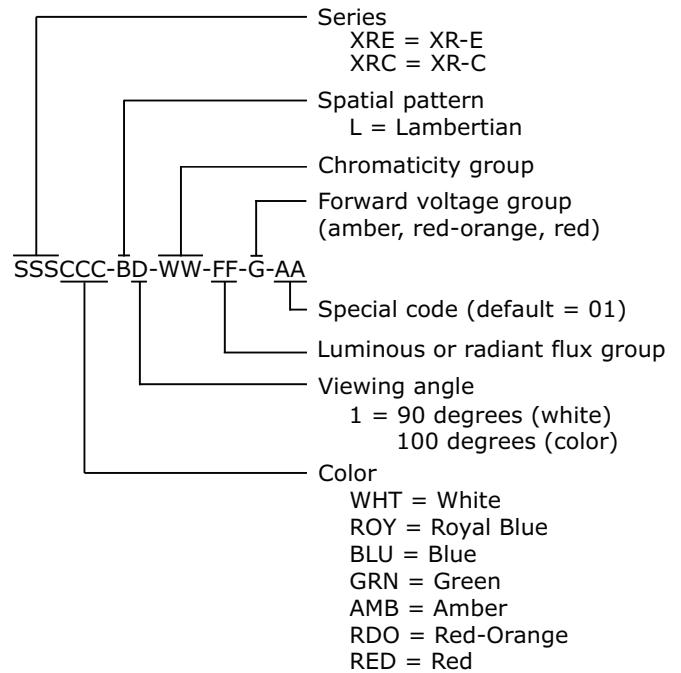 Series
XRE = XR-E
XRC = XR-C
Spatial pattern
L = Lambertian
Chromaticity group
Forward voltage group
(amber, red-orange, red)
SSSCCC-BD-WW-FF-G-AA
Special code (default = 01)
Luminous or radiant flux group
Viewing angle
1 = 90 degrees (white)
100 degrees (color)
Color
WHT = White
ROY = Royal Blue
BLU = Blue
GRN = Green
AMB = Amber
RDO = Red-Orange
RED = Red